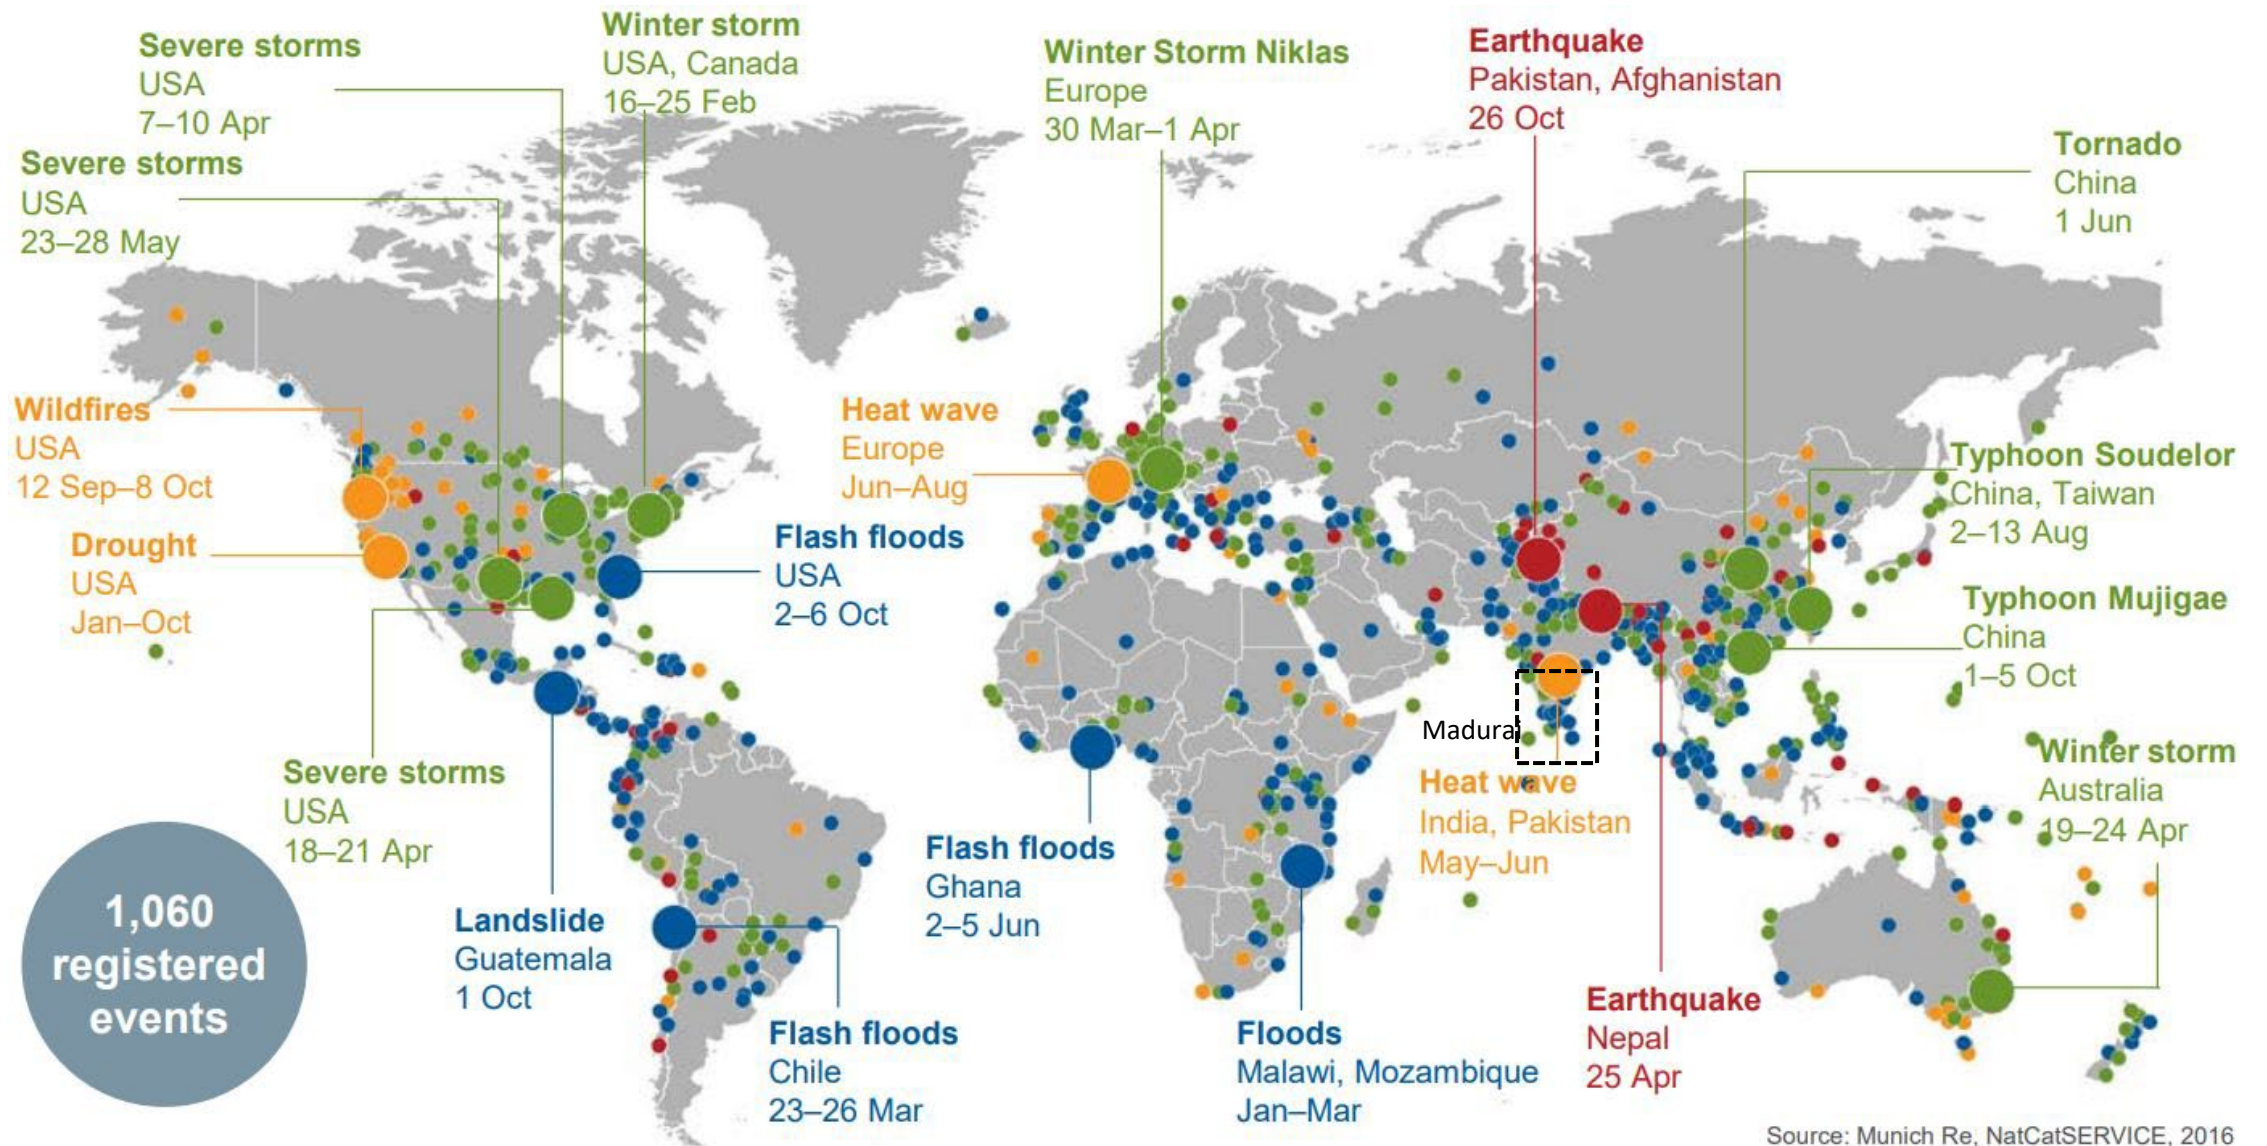 Severe storms
USA
7–10 Apr
Winter storm
USA, Canada
16–25 Feb
Winter Storm Niklas
Europe
30 Mar–1 Apr
Earthquake
Pakistan, Afghanistan
26 Oct
Tornado
China
1 Jun
Severe storms
USA
23–28 May
Wildfires
USA
12 Sep–8 Oct
Heat wave
Europe
Jun–Aug
Typhoon Soudelor
China, Taiwan
2–13 Aug
Drought
USA
Jan–Oct
Flash floods
USA
2–6 Oct
Typhoon Mujigae
China
1–5 Oct
Madurai
Severe storms
USA
18–21 Apr
Heat wave
India, Pakistan
May–Jun
Winter storm
Australia
19–24 Apr
Flash floods
Ghana
2–5 Jun
1,060
registered
events
Landslide
Guatemala
1 Oct
Flash floods
Chile
23–26 Mar
Floods
Malawi, Mozambique
Jan–Mar
Earthquake
Nepal
25 Apr
Source: Munich Re, NatCatSERVICE, 2016